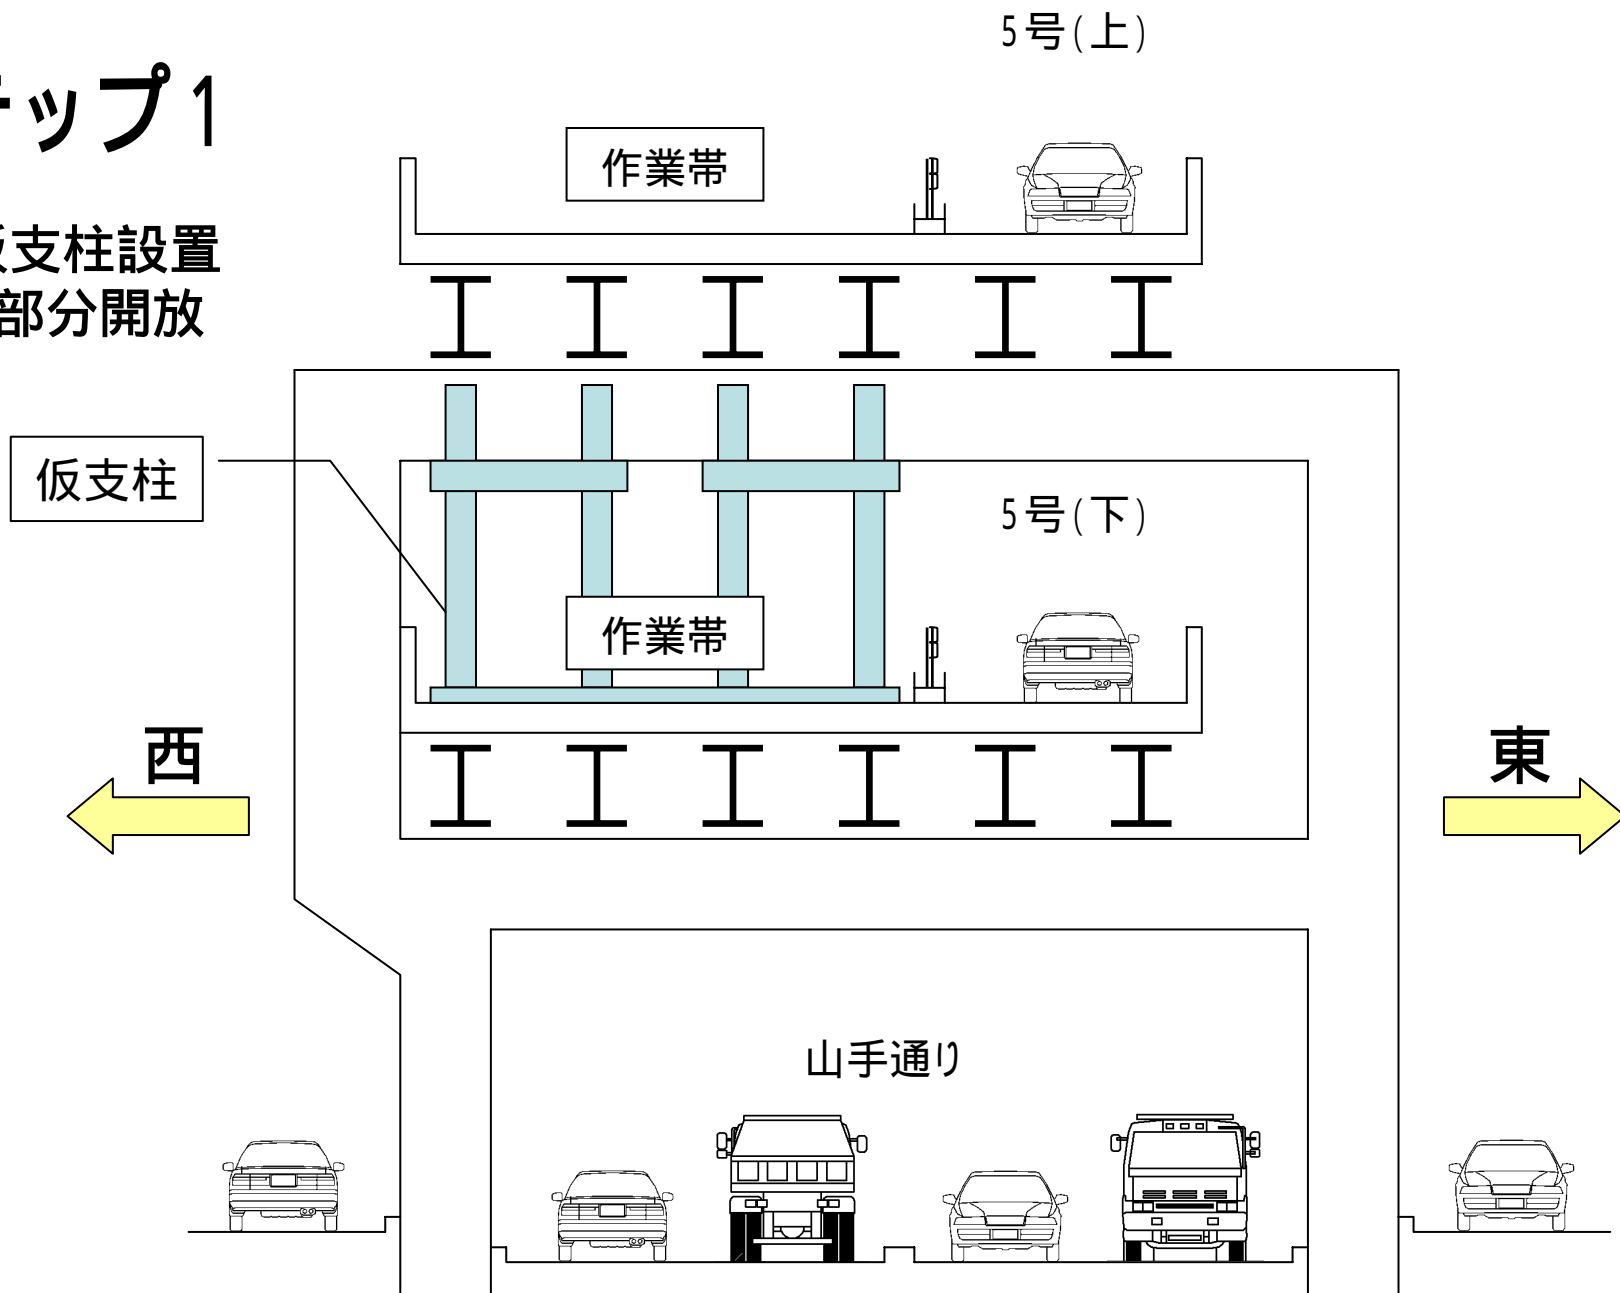 5号(上)
テップ1
作業帯
仮支柱設置
部分開放
仮支柱
5号(下)
作業帯
西
東
山手通り